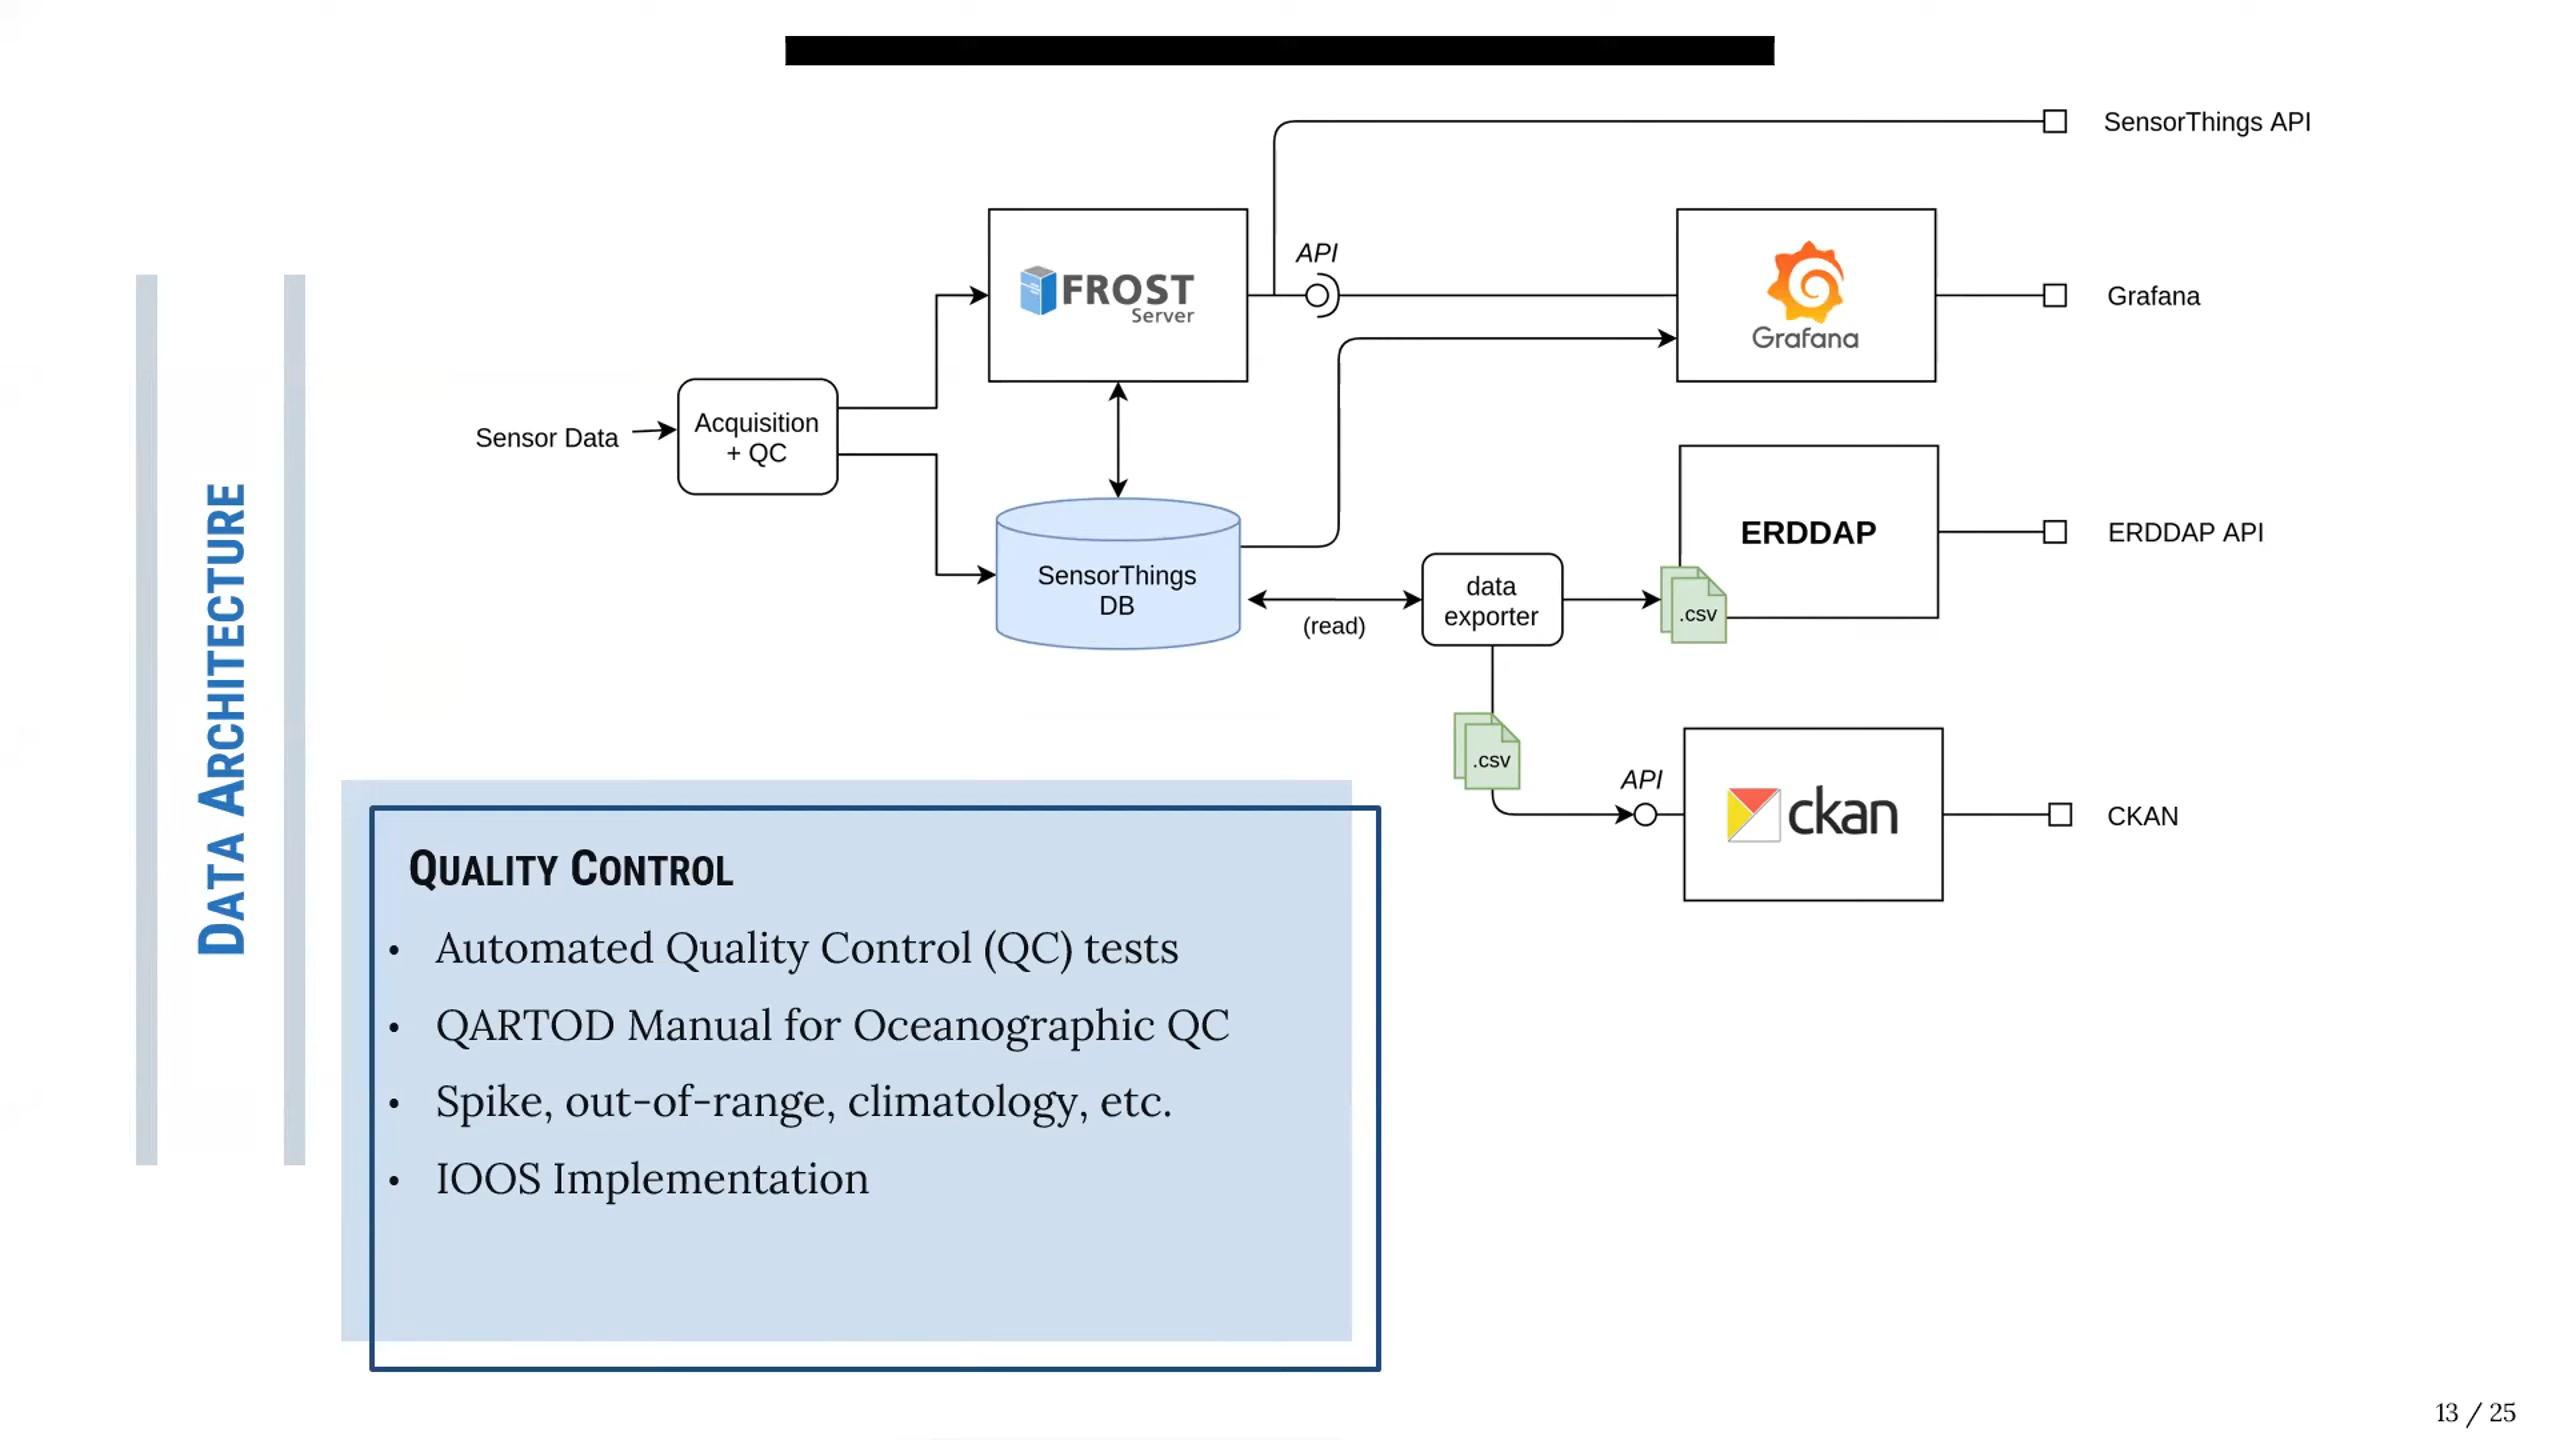 SensorThings API
API
FROST
Server
Grafana
Grafana
Sensor Data
Acquisition
+ QC
SensorThings
DB
(read)
data
exporter
ERDDAP
.csv
ERDDAP API
.csv
API
ckan
CKAN
DATA ARCHITECTURE
QUALITY CONTROL
• Automated Quality Control (QC) tests
• QARTOD Manual for Oceanographic QC
• Spike, out-of-range, climatology, etc.
• IOOS Implementation
13 / 25